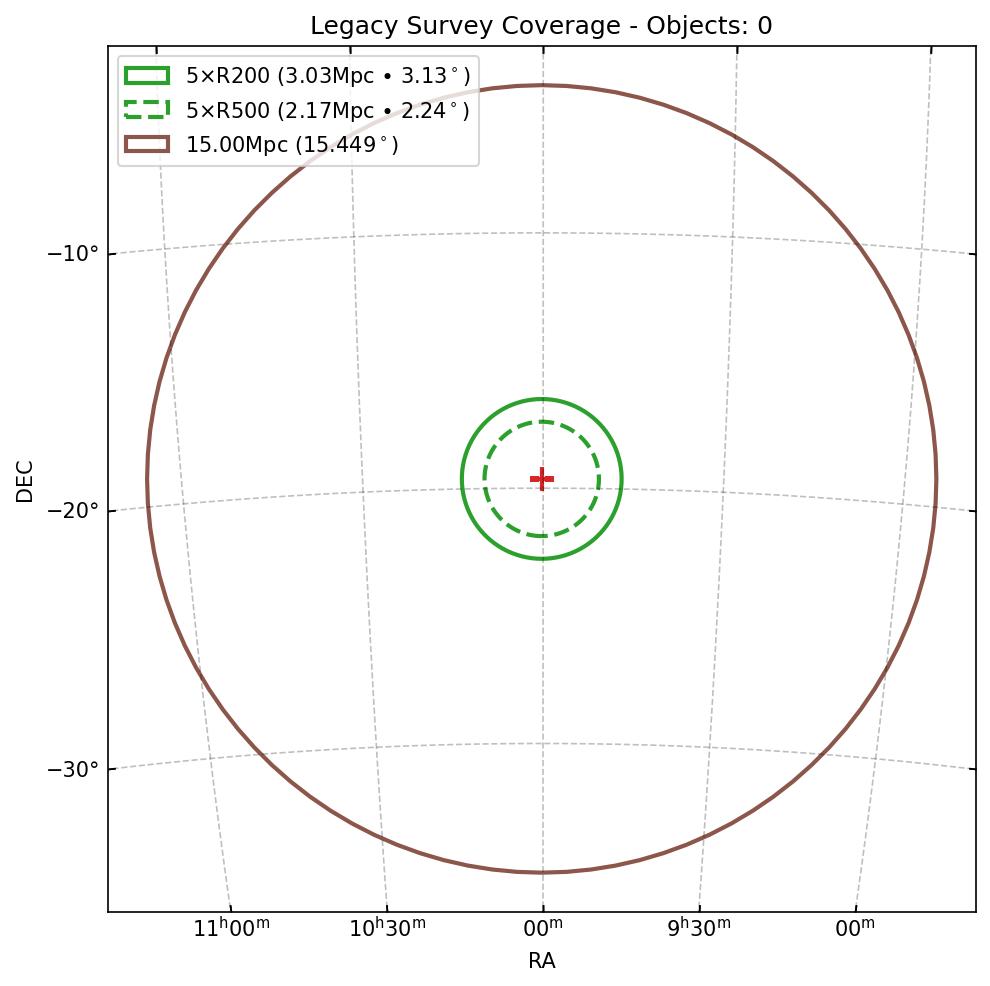 Legacy Survey Coverage - Objects: 0
5×R200 (3.03Mpc • 3.13°)
5×R500 (2.17Mpc • 2.24°)
15.00Mpc (15.449°)
−10°
−20°
−30°
DEC
11ʰ00ᵐ 10ʰ30ᵐ 00ᵐ 9ʰ30ᵐ 00ᵐ
RA